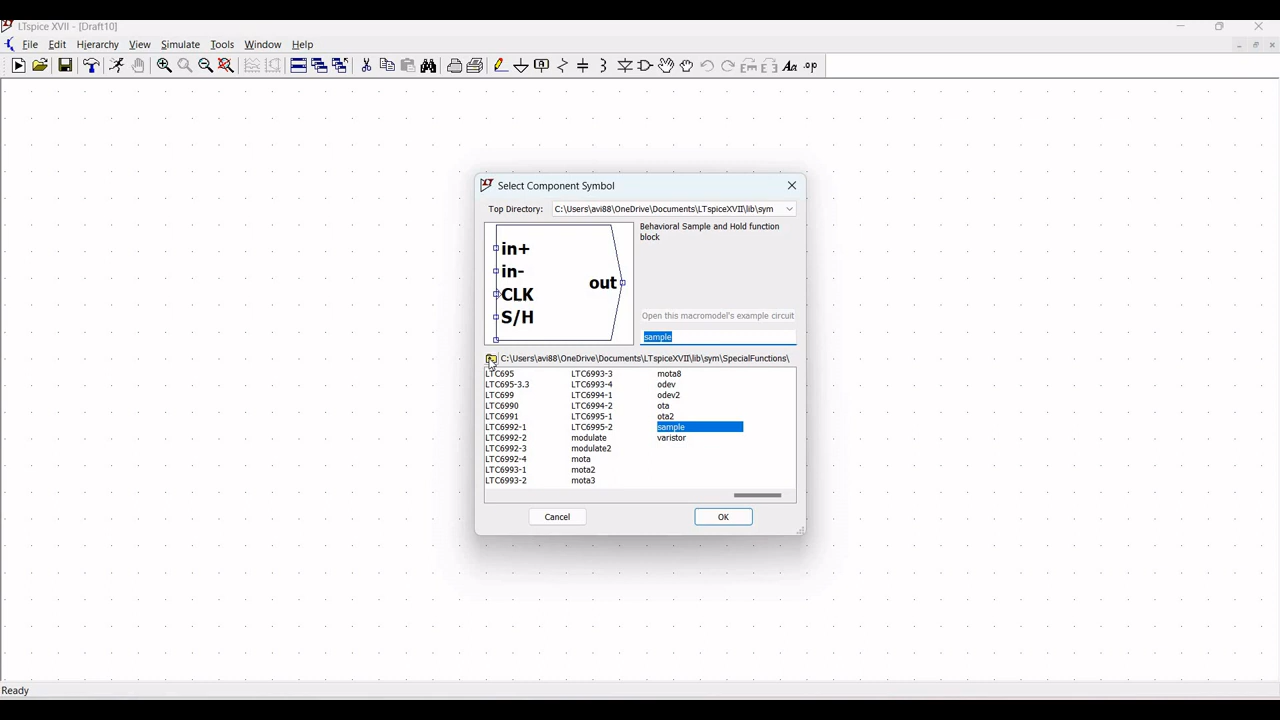 LTspice XVII - [Draft10]
File Edit Hierarchy View Simulate Tools Window Help
Aa .op
Select Component Symbol
Top Directory: C:\Users\avi88\OneDrive\Documents\LTspiceXVII\lib\sym
Behavioral Sample and Hold function
block
in+
in-
CLK
S/H
out
Open this macromodel's example circuit
sample
C:\Users\avi88\OneDrive\Documents\LTspiceXVII\lib\sym\SpecialFunctions\
LTC695 LTC6993-3 mota8
LTC695-3.3 LTC6993-4 odev
LTC699 LTC6994-1 odev2
LTC6990 LTC6994-2 ota
LTC6991 LTC6995-1 ota2
LTC6992-1 LTC6995-2 sample
LTC6992-2 modulate varistor
LTC6992-3 modulate2
LTC6992-4 mota
LTC6993-1 mota2
LTC6993-2 mota3
Cancel OK
Ready